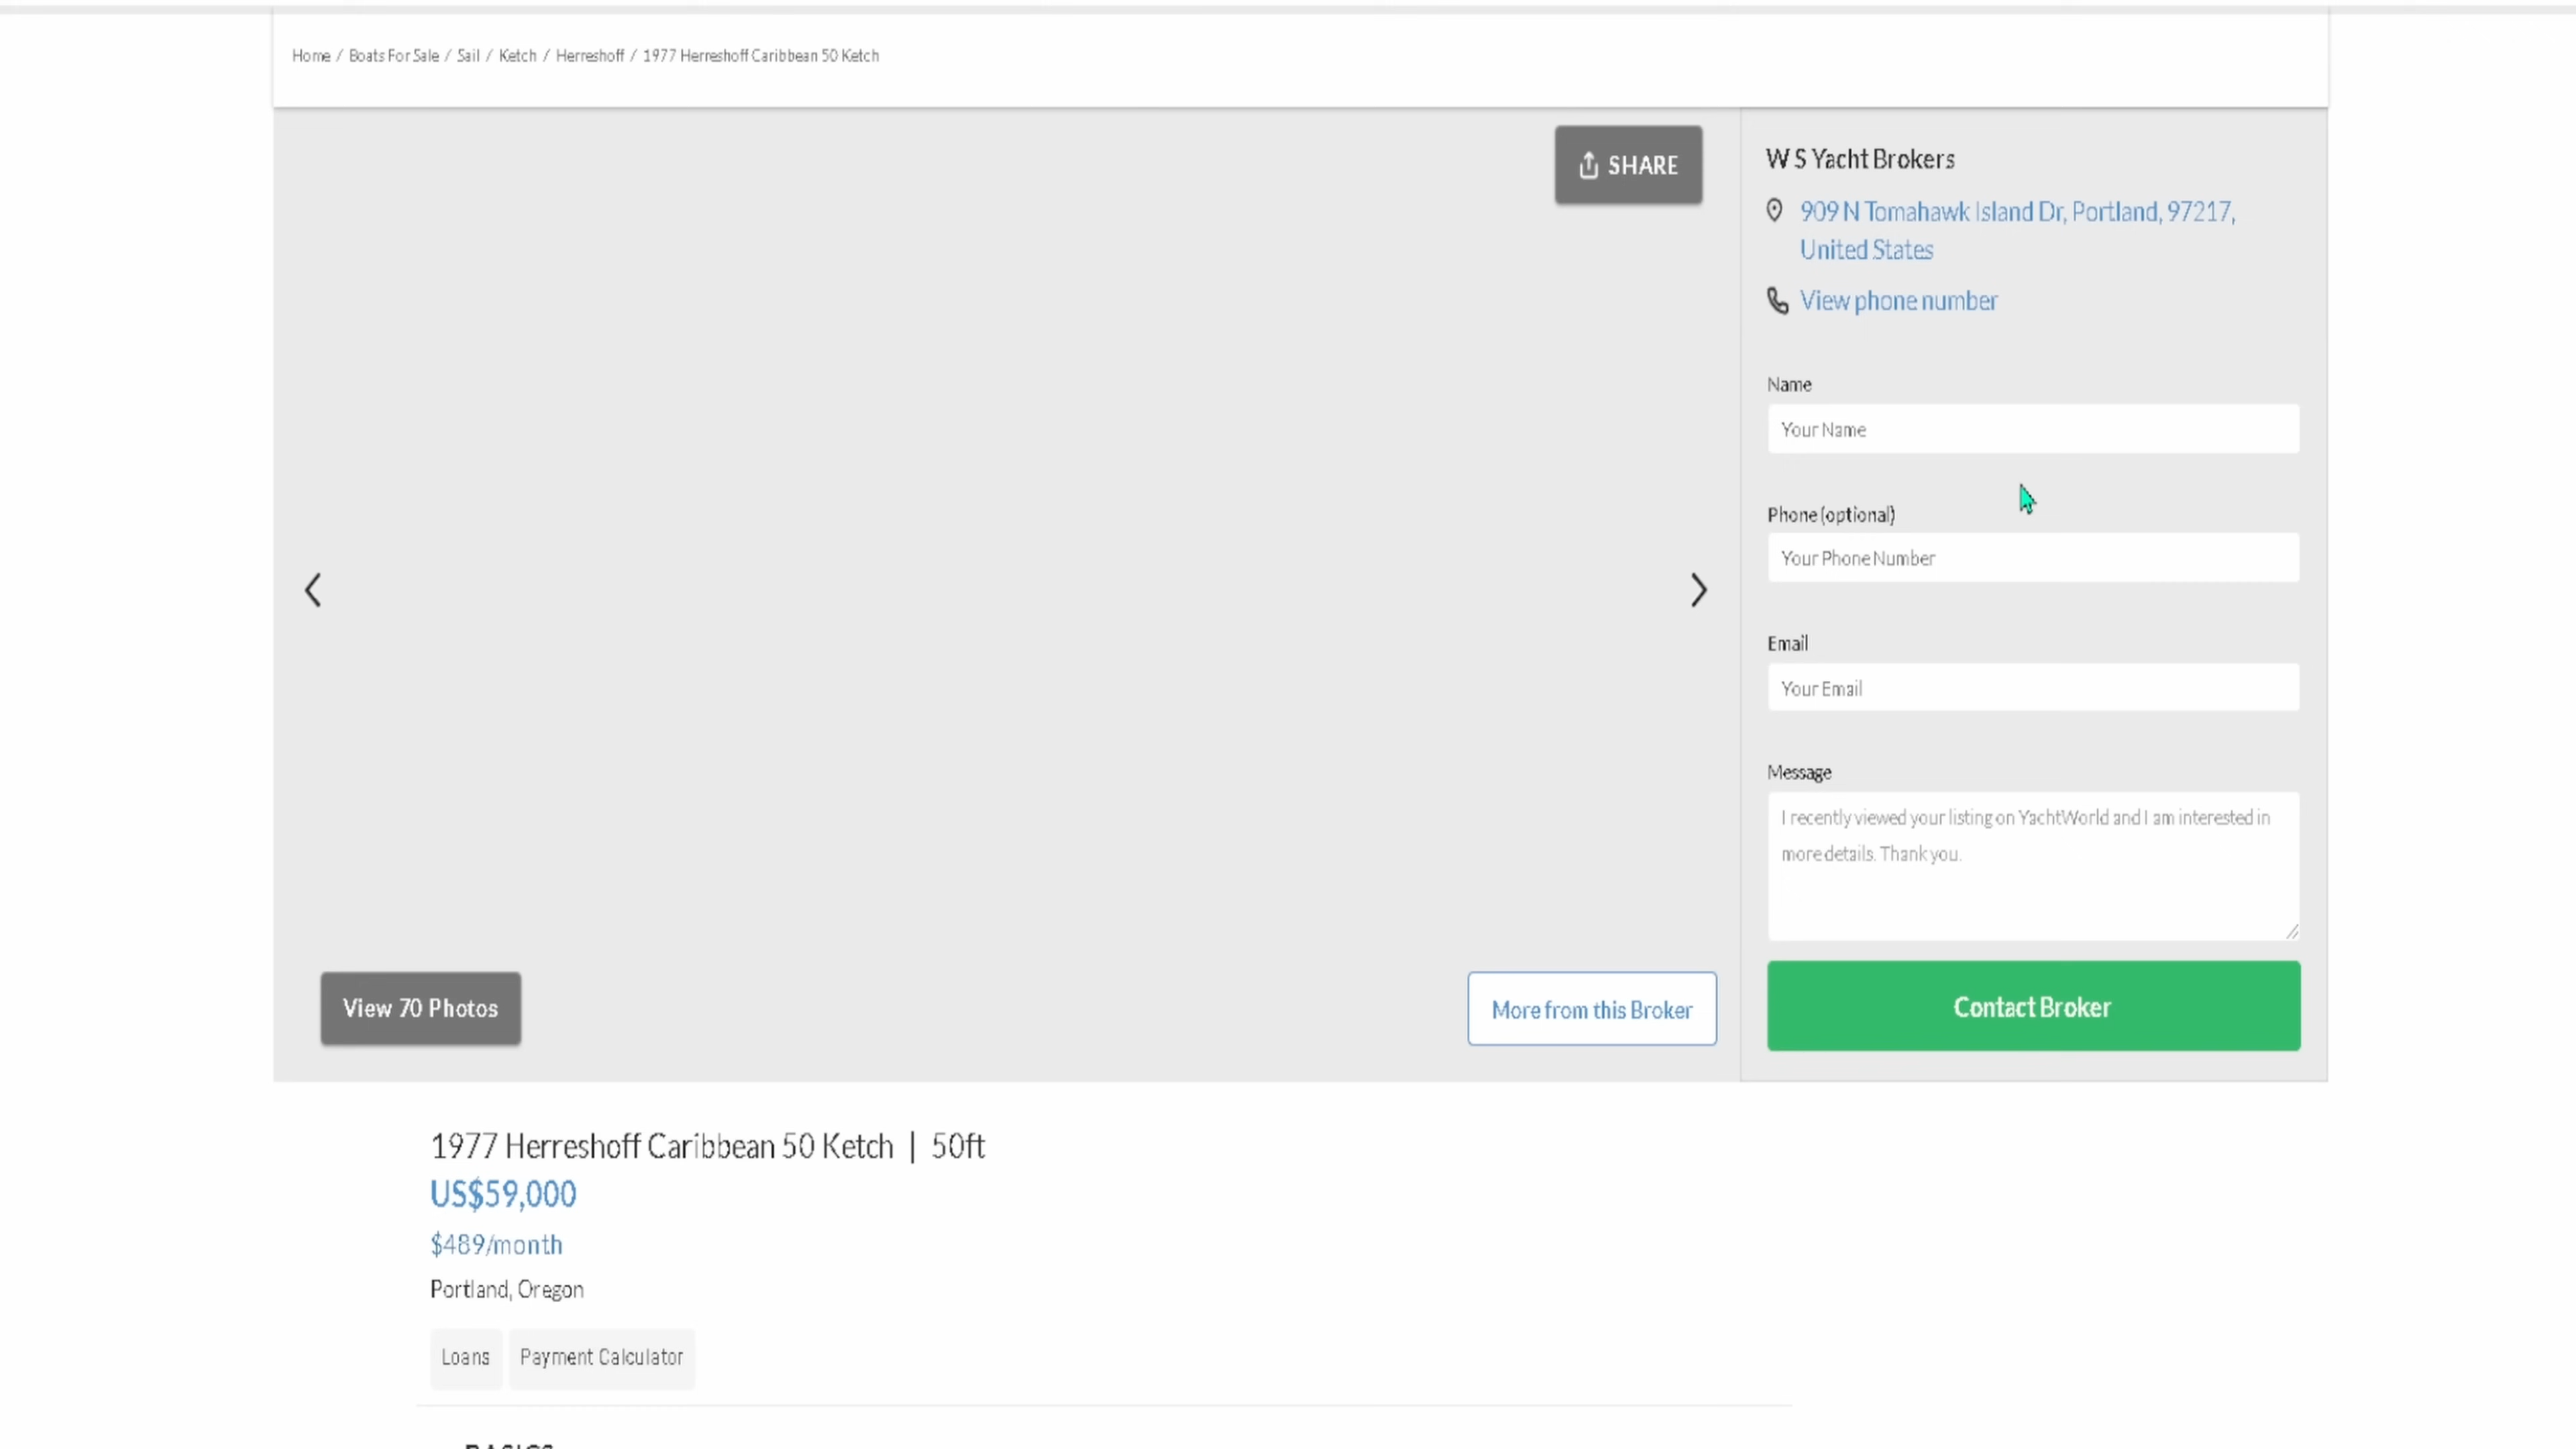 Home / Boats For Sale / Sail / Ketch / Herreshoff / 1977 Herreshoff Caribbean 50 Ketch
SHARE
W S Yacht Brokers
909 N Tomahawk Island Dr, Portland, 97217,
United States
View phone number
Name
Your Name
Phone (optional)
Your Phone Number
Email
Your Email
Message
I recently viewed your listing on YachtWorld and I am interested in
more details. Thank you.
View 70 Photos
More from this Broker
Contact Broker
1977 Herreshoff Caribbean 50 Ketch | 50ft
US$59,000
$489/month
Portland, Oregon
Loans
Payment Calculator